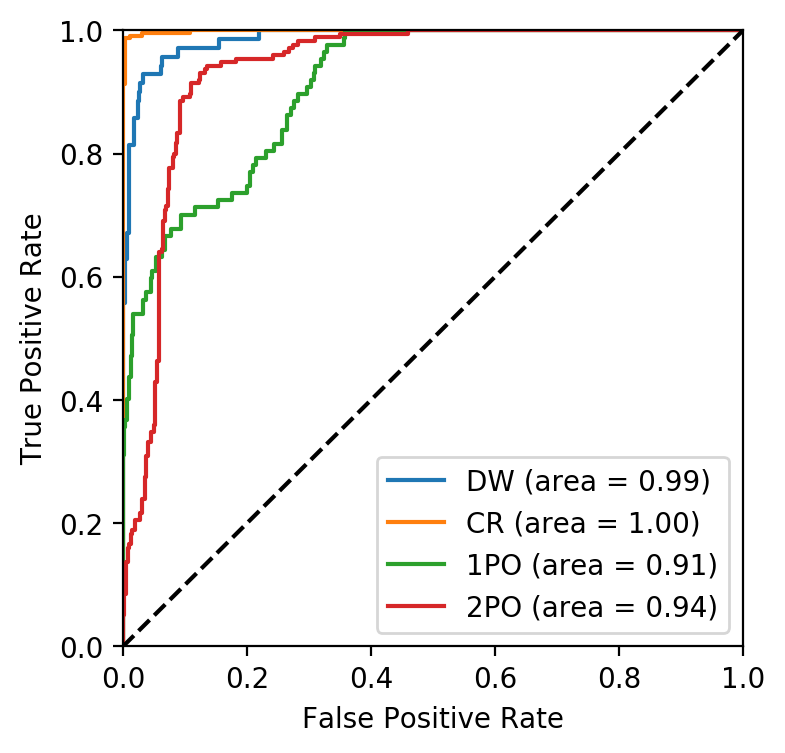 1.0
0.8
0.6
0.4
0.2
0.0
True Positive Rate
DW (area = 0.99)
CR (area = 1.00)
1PO (area = 0.91)
2PO (area = 0.94)
0.0 0.2 0.4 0.6 0.8 1.0
False Positive Rate